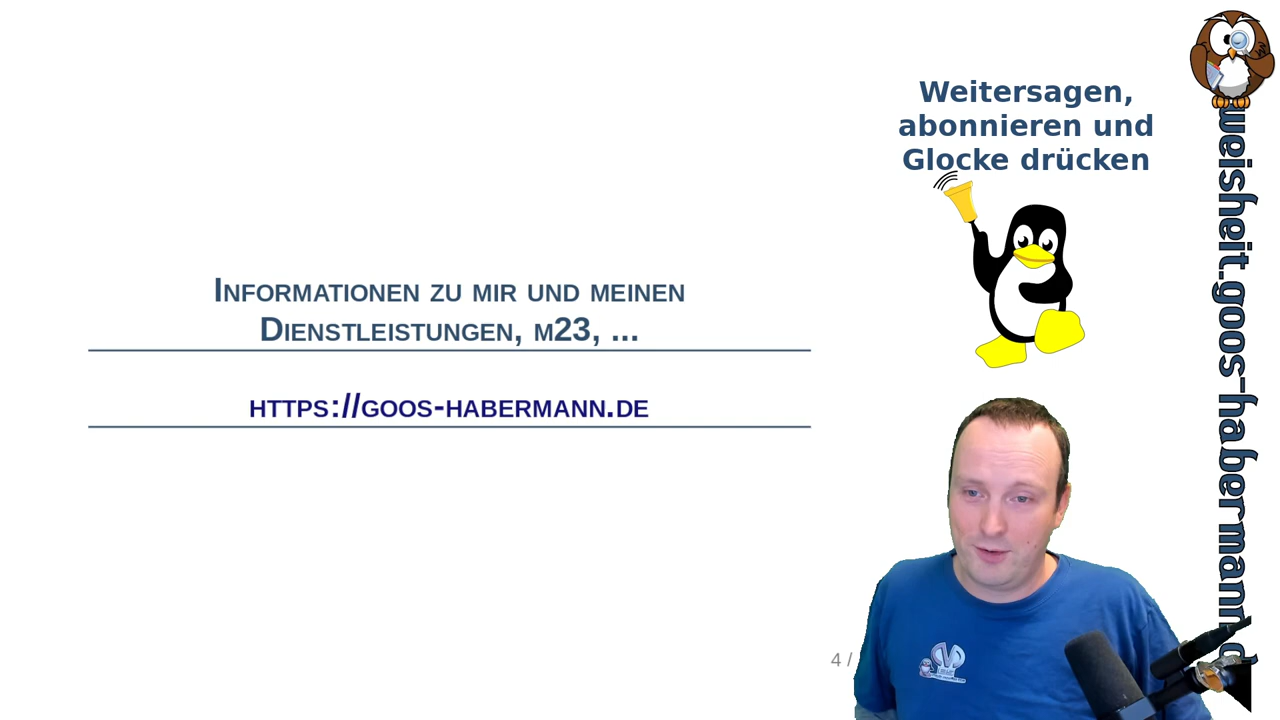 Weitersagen,
abonnieren und
Glocke drücken
Informationen zu mir und meinen
Dienstleistungen, m23, ...
https://goos-habermann.de
4 /
weisheit.goos-habermann.d